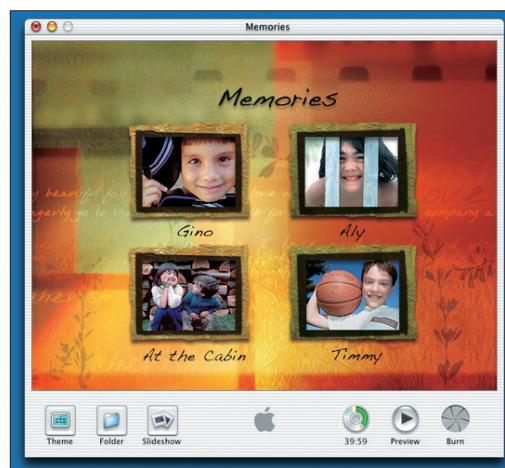 Memories
Memories
Gino
Aly
At the Cabin
Timmy
Theme
Folder
Slideshow
39:59
Preview
Burn